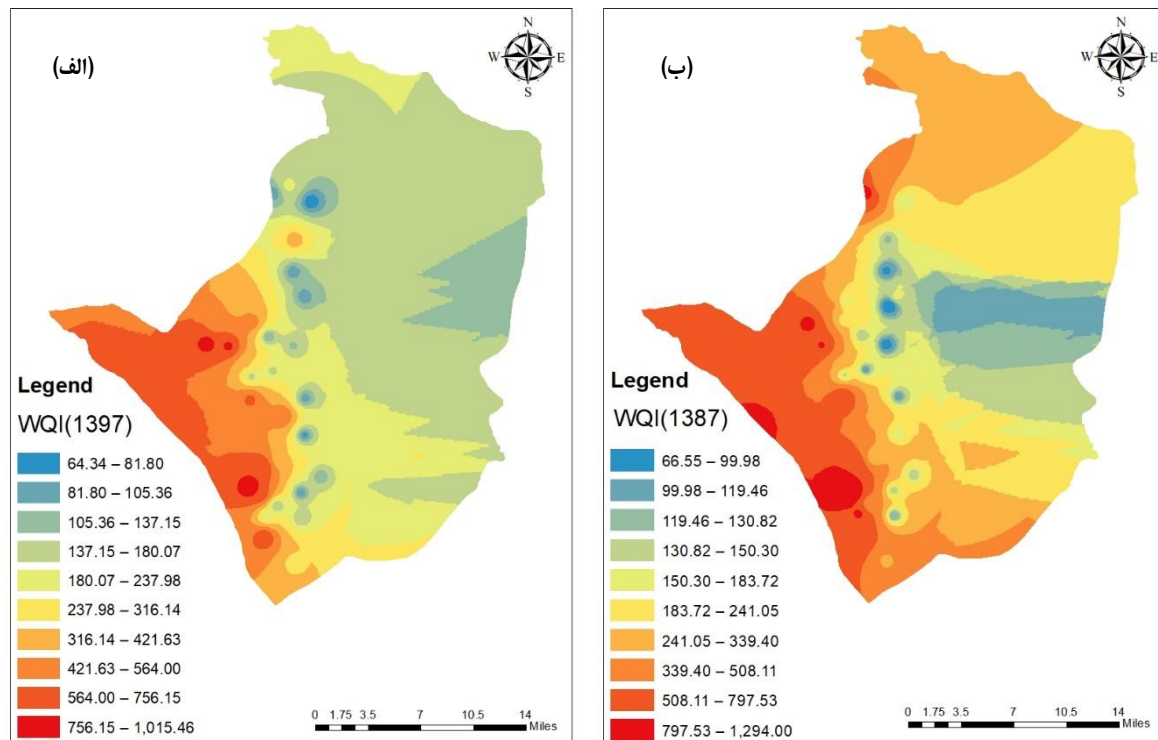 (الف)
N
W E
S
Legend
WQI(1397)
64.34 – 81.80
81.80 – 105.36
105.36 – 137.15
137.15 – 180.07
180.07 – 237.98
237.98 – 316.14
316.14 – 421.63
421.63 – 564.00
564.00 – 756.15
756.15 – 1,015.46
0 1.75 3.5 7 10.5 14
Miles
(ب)
N
W E
S
Legend
WQI(1387)
66.55 – 99.98
99.98 – 119.46
119.46 – 130.82
130.82 – 150.30
150.30 – 183.72
183.72 – 241.05
241.05 – 339.40
339.40 – 508.11
508.11 – 797.53
797.53 – 1,294.00
0 1.75 3.5 7 10.5 14
Miles